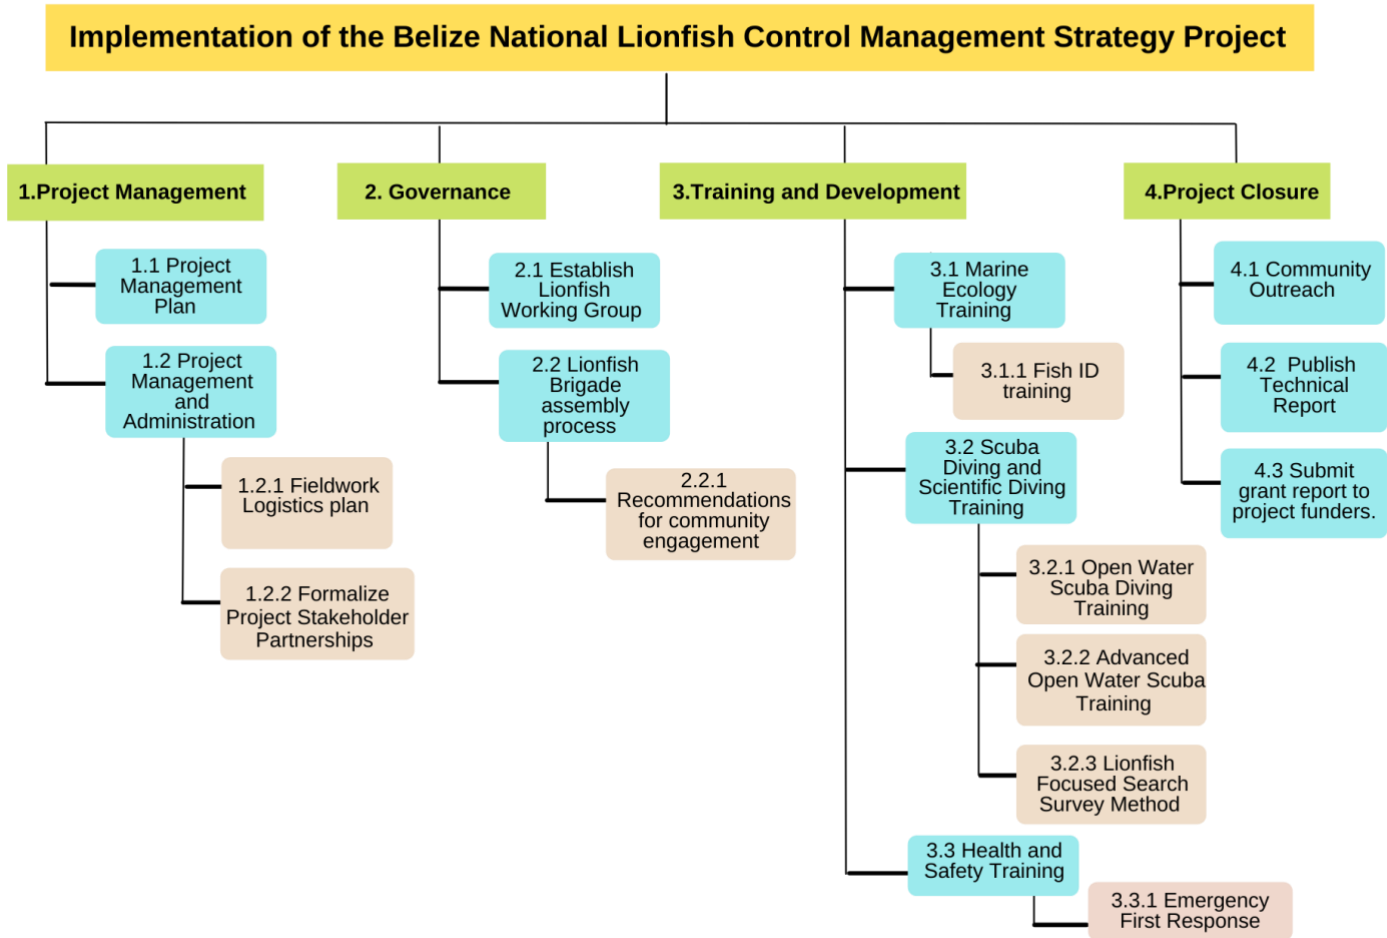 Implementation of the Belize National Lionfish Control Management Strategy Project
1.Project Management
1.1 Project
Management
Plan
1.2 Project
Management
and
Administration
1.2.1 Fieldwork
Logistics plan
1.2.2 Formalize
Project Stakeholder
Partnerships
2. Governance
2.1 Establish
Lionfish
Working Group
2.2 Lionfish
Brigade
assembly
process
2.2.1
Recommendations
for community
engagement
3.Training and Development
3.1 Marine
Ecology
Training
3.1.1 Fish ID
training
3.2 Scuba
Diving and
Scientific Diving
Training
3.2.1 Open Water
Scuba Diving
Training
3.2.2 Advanced
Open Water Scuba
Training
3.2.3 Lionfish
Focused Search
Survey Method
3.3 Health and
Safety Training
3.3.1 Emergency
First Response
4.Project Closure
4.1 Community
Outreach
4.2 Publish
Technical
Report
4.3 Submit
grant report to
project funders.